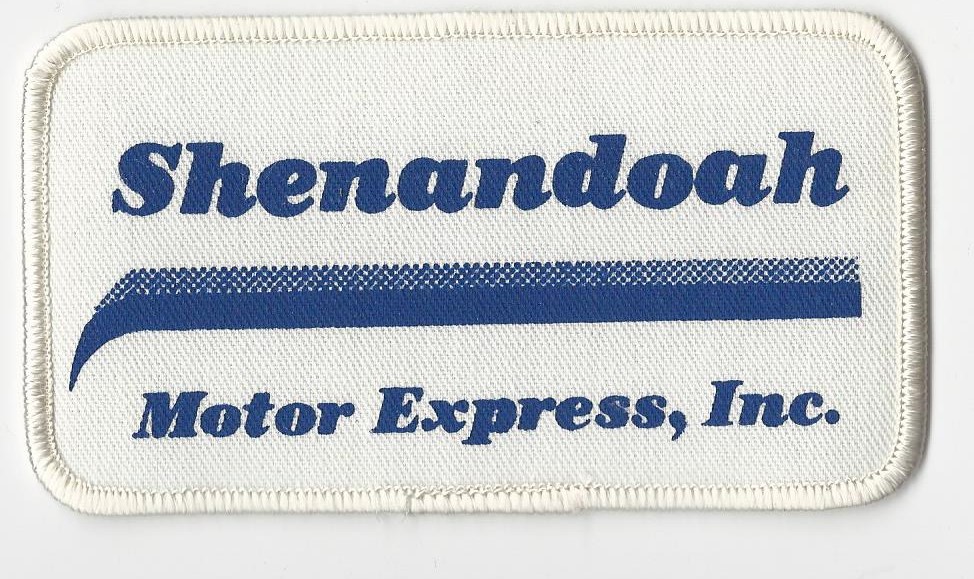 Shenandoah
Motor Express, Inc.